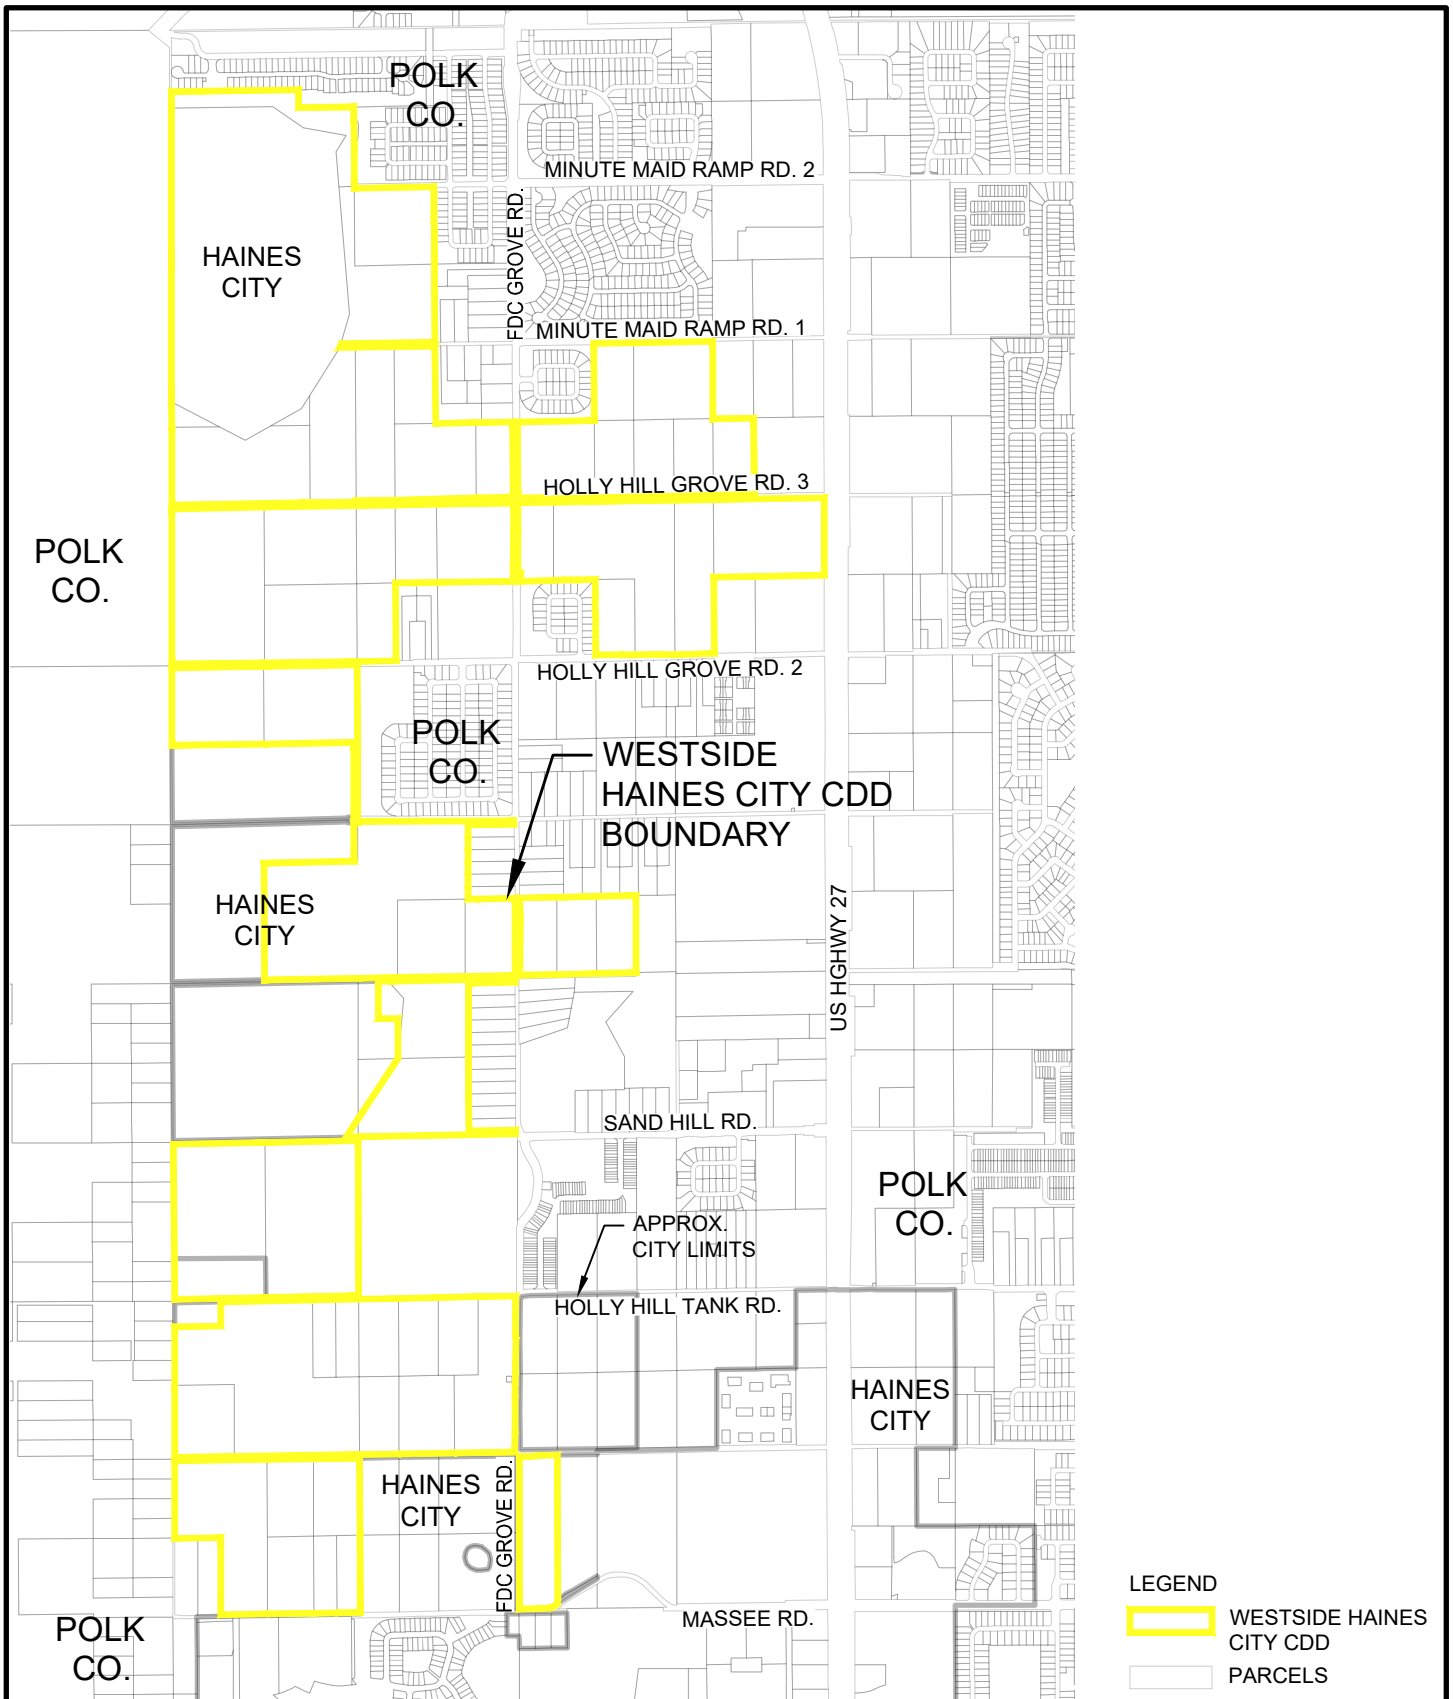 POLK
CO.
MINUTE MAID RAMP RD. 2
FDC GROVE RD.
HAINES
CITY
MINUTE MAID RAMP RD. 1
HOLLY HILL GROVE RD. 3
POLK
CO.
HOLLY HILL GROVE RD. 2
POLK
CO.
WESTSIDE
HAINES CITY CDD
BOUNDARY
HAINES
CITY
US HGHWY 27
SAND HILL RD.
POLK
CO.
APPROX.
CITY LIMITS
HOLLY HILL TANK RD.
HAINES
CITY
HAINES
CITY
FDC GROVE RD.
MASSEE RD.
POLK
CO.
LEGEND
WESTSIDE HAINES
CITY CDD
PARCELS